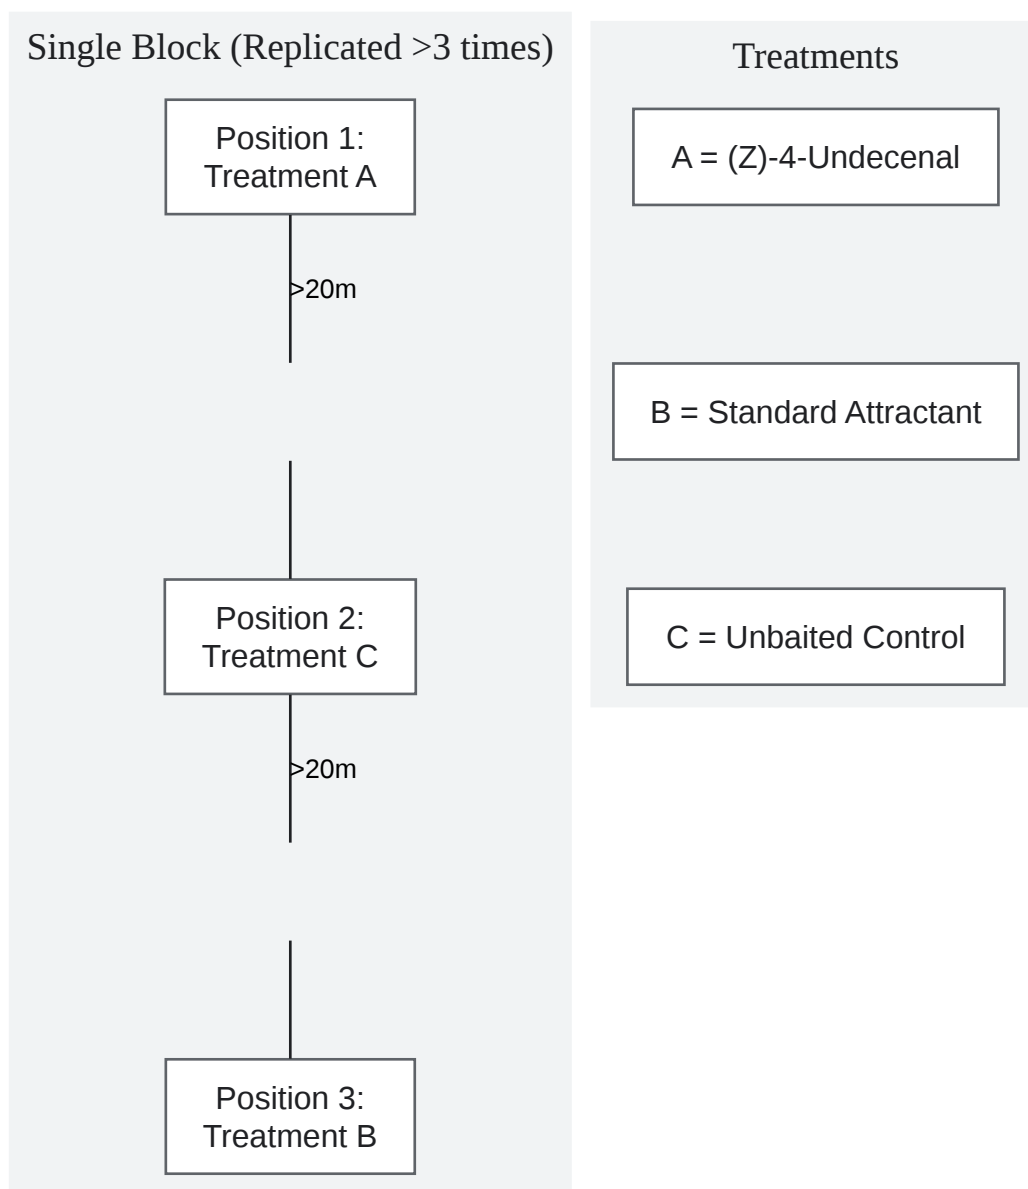 Single Block (Replicated >3 times)
Position 1:
Treatment A
>20m
Position 2:
Treatment C
>20m
Position 3:
Treatment B
Treatments
A = (Z)-4-Undecenal
B = Standard Attractant
C = Unbaited Control